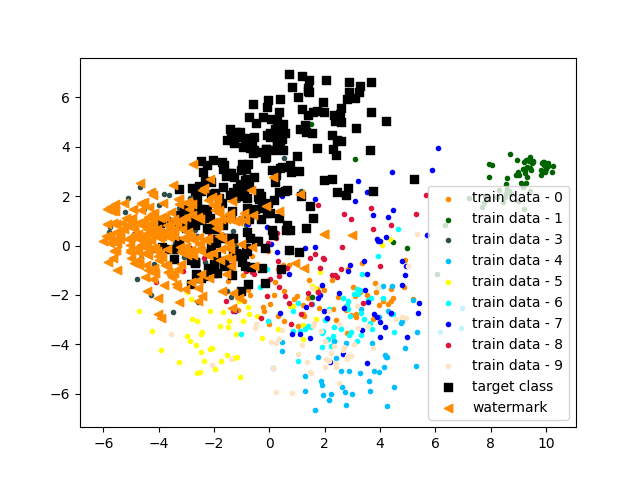 6
4
2
0
−2
−4
−6
−6
−4
−2
0
2
4
6
8
10
train data - 0
train data - 1
train data - 3
train data - 4
train data - 5
train data - 6
train data - 7
train data - 8
train data - 9
target class
watermark